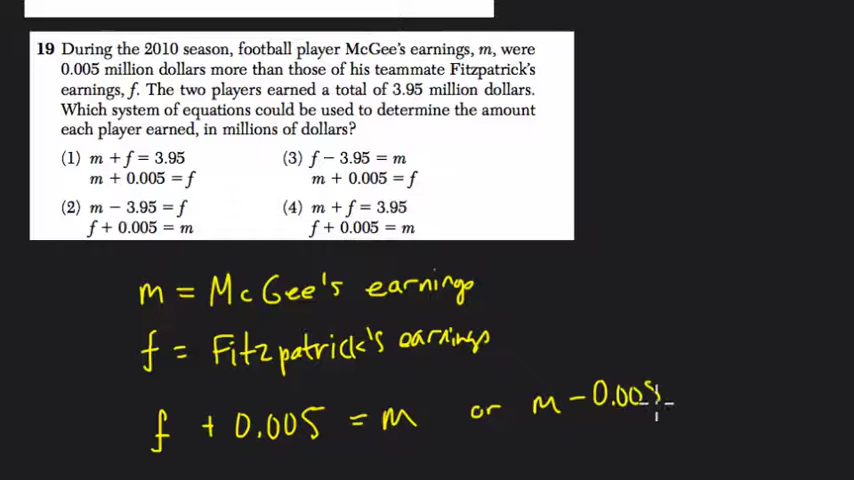 19 During the 2010 season, football player McGee's earnings, m, were
0.005 million dollars more than those of his teammate Fitzpatrick's
earnings, f. The two players earned a total of 3.95 million dollars.
Which system of equations could be used to determine the amount
each player earned, in millions of dollars?
(1) m + f = 3.95
m + 0.005 = f
(2) m − 3.95 = f
f + 0.005 = m
(3) f − 3.95 = m
m + 0.005 = f
(4) m + f = 3.95
f + 0.005 = m
m = McGee's earnings
f = Fitzpatrick's earnings
f + 0.005 = m or m − 0.005